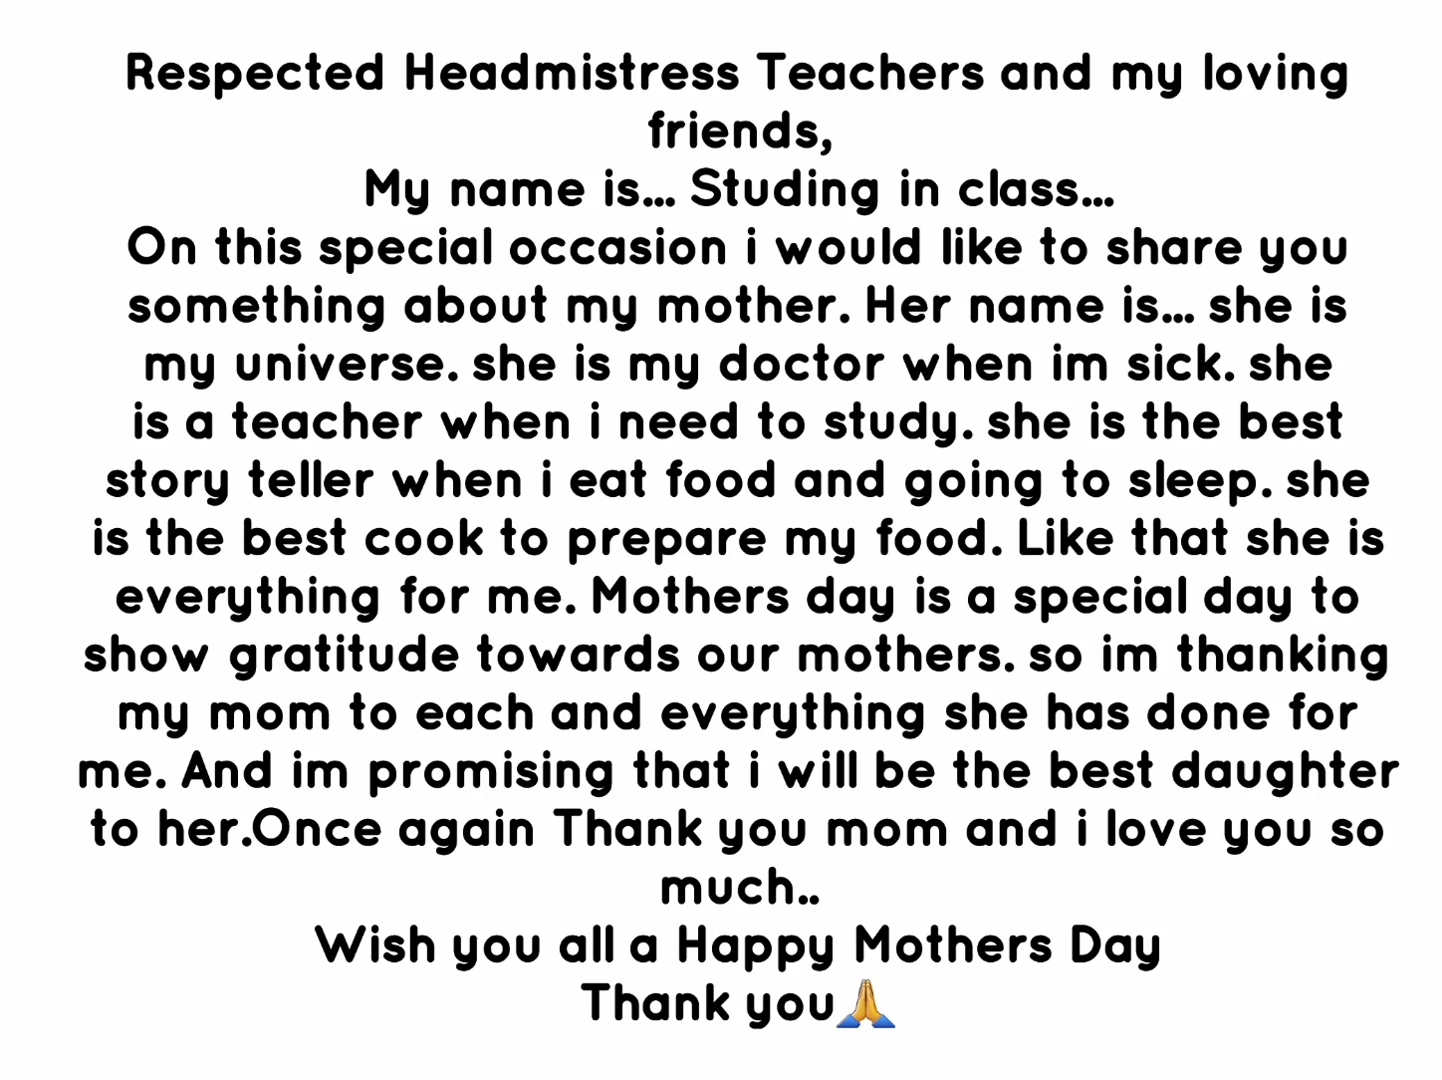 Respected Headmistress Teachers and my loving
friends,
My name is... Studing in class...
On this special occasion i would like to share you
something about my mother. Her name is... she is
my universe. she is my doctor when im sick. she
is a teacher when i need to study. she is the best
story teller when i eat food and going to sleep. she
is the best cook to prepare my food. Like that she is
everything for me. Mothers day is a special day to
show gratitude towards our mothers. so im thanking
my mom to each and everything she has done for
me. And im promising that i will be the best daughter
to her.Once again Thank you mom and i love you so
much..
Wish you all a Happy Mothers Day
Thank you🙏